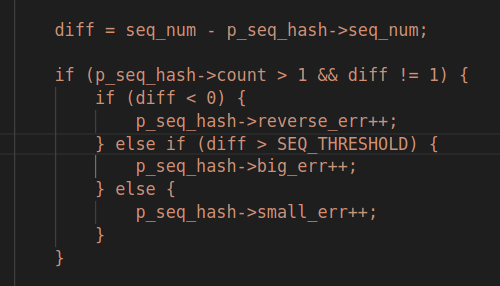 diff = seq_num - p_seq_hash->seq_num;
if (p_seq_hash->count > 1 && diff != 1) {
if (diff < 0) {
p_seq_hash->reverse_err++;
} else if (diff > SEQ_THRESHOLD) {
p_seq_hash->big_err++;
} else {
p_seq_hash->small_err++;
}
}